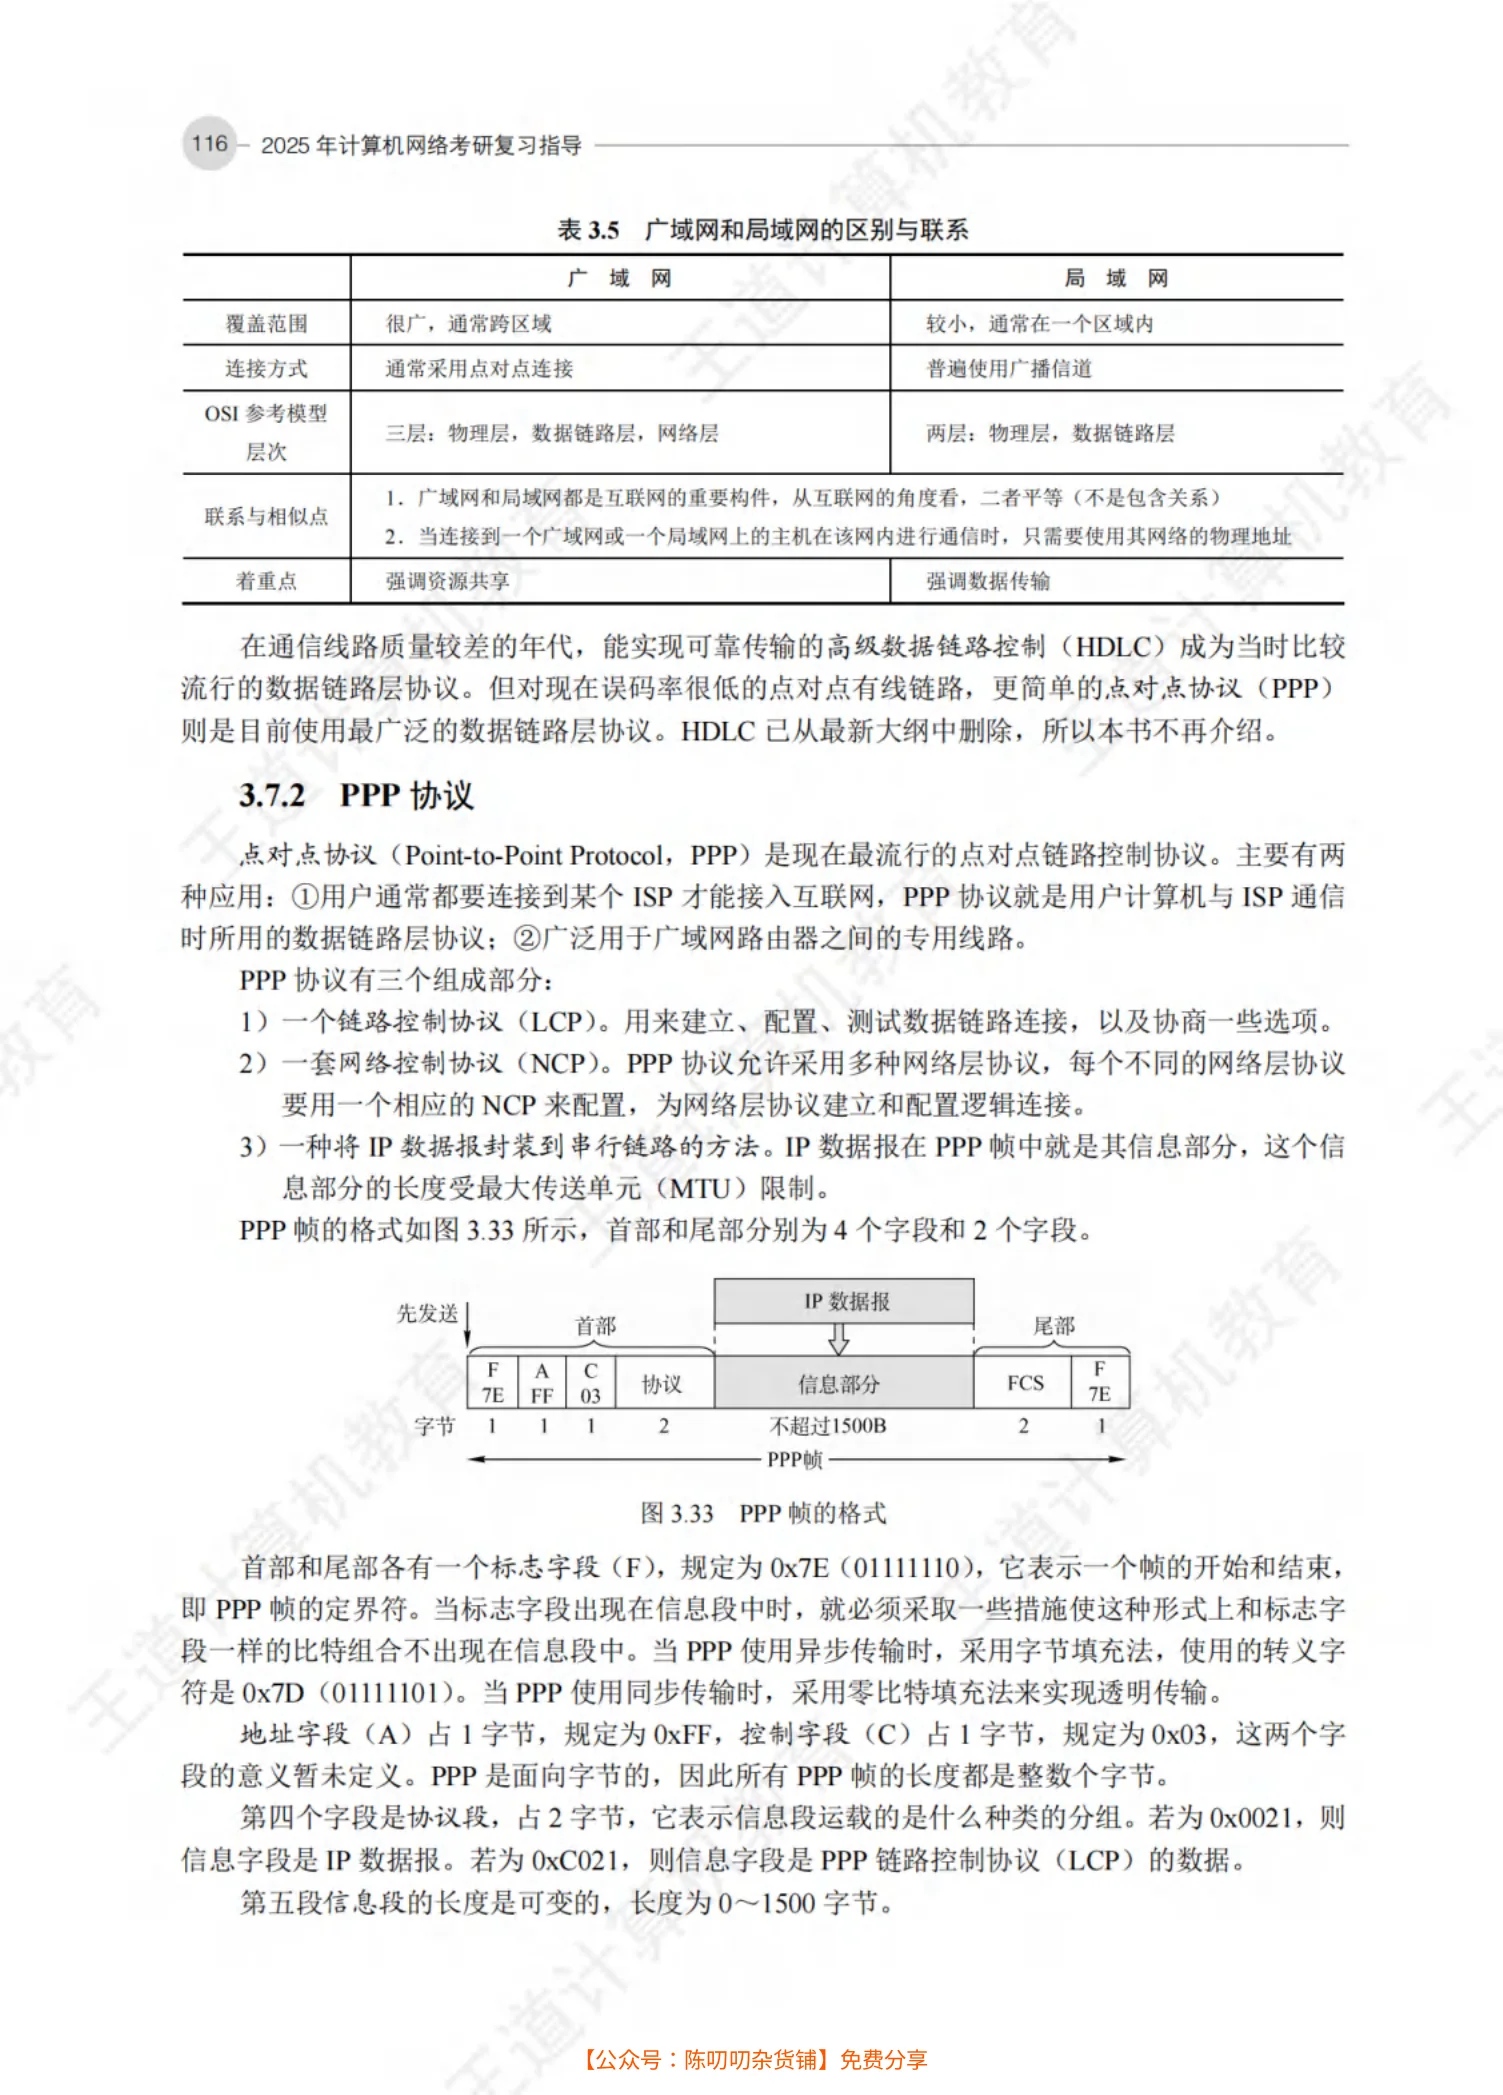 116 2025 年计算机网络考研复习指导
表 3.5 广域网和局域网的区别与联系
广 域 网 局 域 网
覆盖范围 很广，通常跨区域 较小，通常在一个区域内
连接方式 通常采用点对点连接 普遍使用广播信道
OSI 参考模型
层次
三层：物理层，数据链路层，网络层 两层：物理层，数据链路层
联系与相似点
1．广域网和局域网都是互联网的重要构件，从互联网的角度看，二者平等（不是包含关系）
2．当连接到一个广域网或一个局域网上的主机在该网内进行通信时，只需要使用其网络的物理地址
着重点 强调资源共享 强调数据传输
在通信线路质量较差的年代，能实现可靠传输的高级数据链路控制（HDLC）成为当时比较
流行的数据链路层协议。但对现在误码率很低的点对点有线链路，更简单的点对点协议（PPP）
则是目前使用最广泛的数据链路层协议。HDLC 已从最新大纲中删除，所以本书不再介绍。
3.7.2 PPP 协议
点对点协议（Point-to-Point Protocol，PPP）是现在最流行的点对点链路控制协议。主要有两
种应用：①用户通常都要连接到某个 ISP 才能接入互联网，PPP 协议就是用户计算机与 ISP 通信
时所用的数据链路层协议；②广泛用于广域网路由器之间的专用线路。
PPP 协议有三个组成部分：
1）一个链路控制协议（LCP）。用来建立、配置、测试数据链路连接，以及协商一些选项。
2）一套网络控制协议（NCP）。PPP 协议允许采用多种网络层协议，每个不同的网络层协议
要用一个相应的 NCP 来配置，为网络层协议建立和配置逻辑连接。
3）一种将 IP 数据报封装到串行链路的方法。IP 数据报在 PPP 帧中就是其信息部分，这个信
息部分的长度受最大传送单元（MTU）限制。
PPP 帧的格式如图 3.33 所示，首部和尾部分别为 4 个字段和 2 个字段。
IP 数据报
先发送
首部 尾部
F A C 协议 信息部分 FCS F
7E FF 03 7E
字节 1 1 1 2 不超过1500B 2 1
PPP帧
图 3.33 PPP 帧的格式
首部和尾部各有一个标志字段（F），规定为 0x7E（01111110），它表示一个帧的开始和结束，
即 PPP 帧的定界符。当标志字段出现在信息段中时，就必须采取一些措施使这种形式上和标志字
段一样的比特组合不出现在信息段中。当 PPP 使用异步传输时，采用字节填充法，使用的转义字
符是 0x7D（01111101）。当 PPP 使用同步传输时，采用零比特填充法来实现透明传输。
地址字段（A）占 1 字节，规定为 0xFF，控制字段（C）占 1 字节，规定为 0x03，这两个字
段的意义暂未定义。PPP 是面向字节的，因此所有 PPP 帧的长度都是整数个字节。
第四个字段是协议段，占 2 字节，它表示信息段运载的是什么种类的分组。若为 0x0021，则
信息字段是 IP 数据报。若为 0xC021，则信息字段是 PPP 链路控制协议（LCP）的数据。
第五段信息段的长度是可变的，长度为 0～1500 字节。
王道计算机教育
【公众号：陈叨叨杂货铺】免费分享